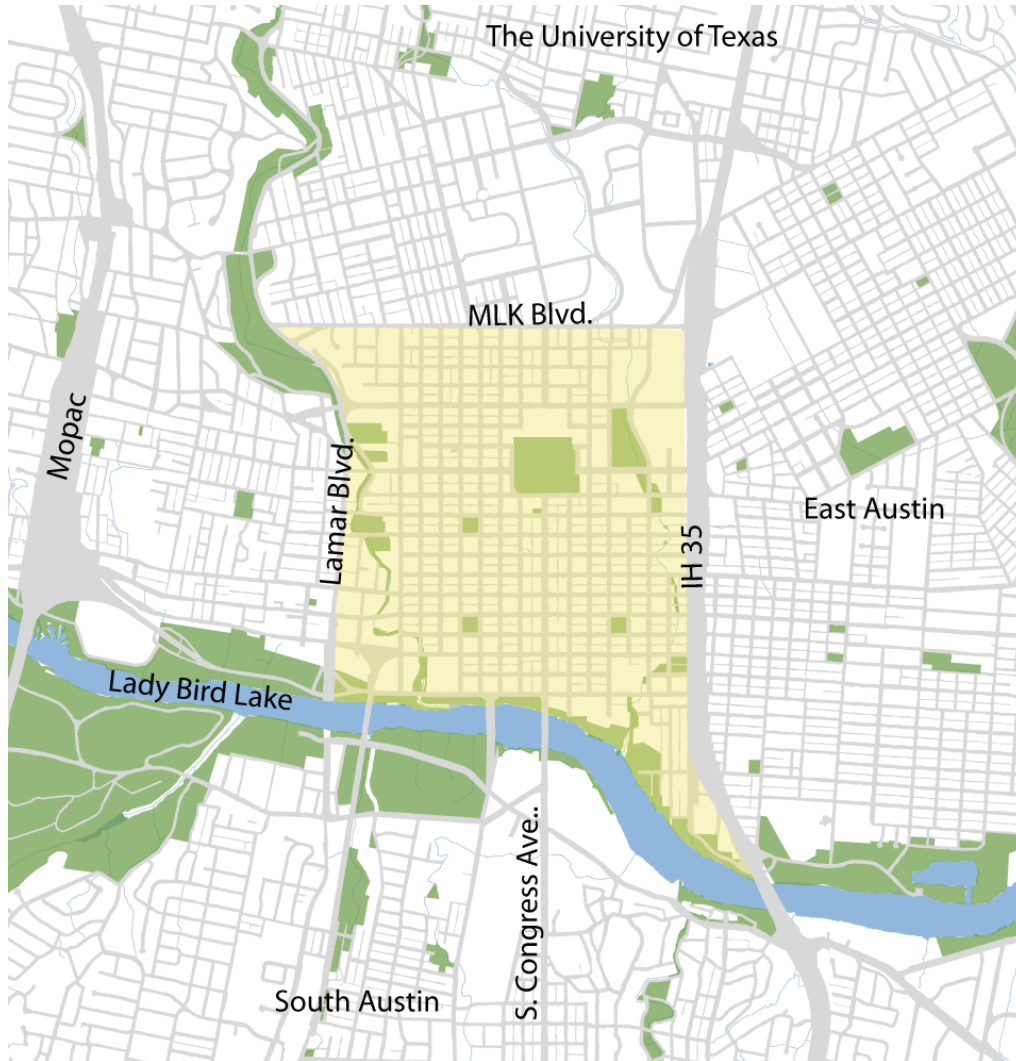 The University of Texas
MLK Blvd.
Mopac
Lamar Blvd.
East Austin
IH 35
Lady Bird Lake
S. Congress Ave..
South Austin